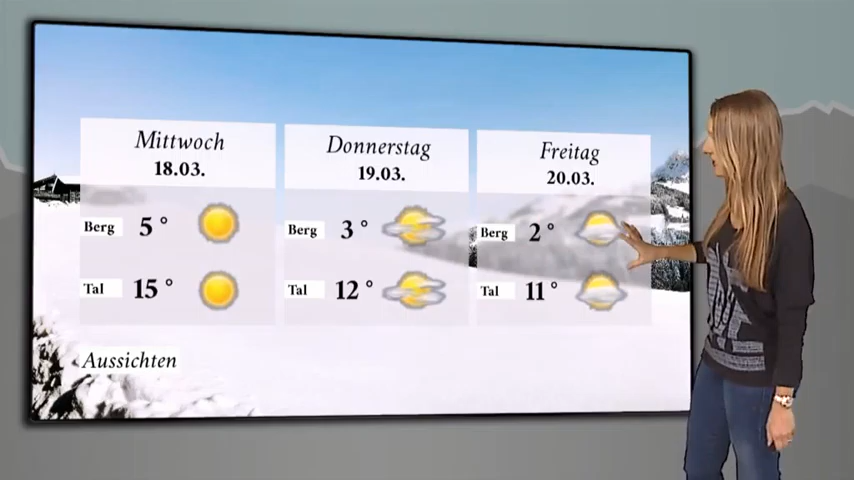 Mittwoch
18.03.
Berg 5°
Tal 15°
Donnerstag
19.03.
Berg 3°
Tal 12°
Freitag
20.03.
Berg 2°
Tal 11°
Aussichten